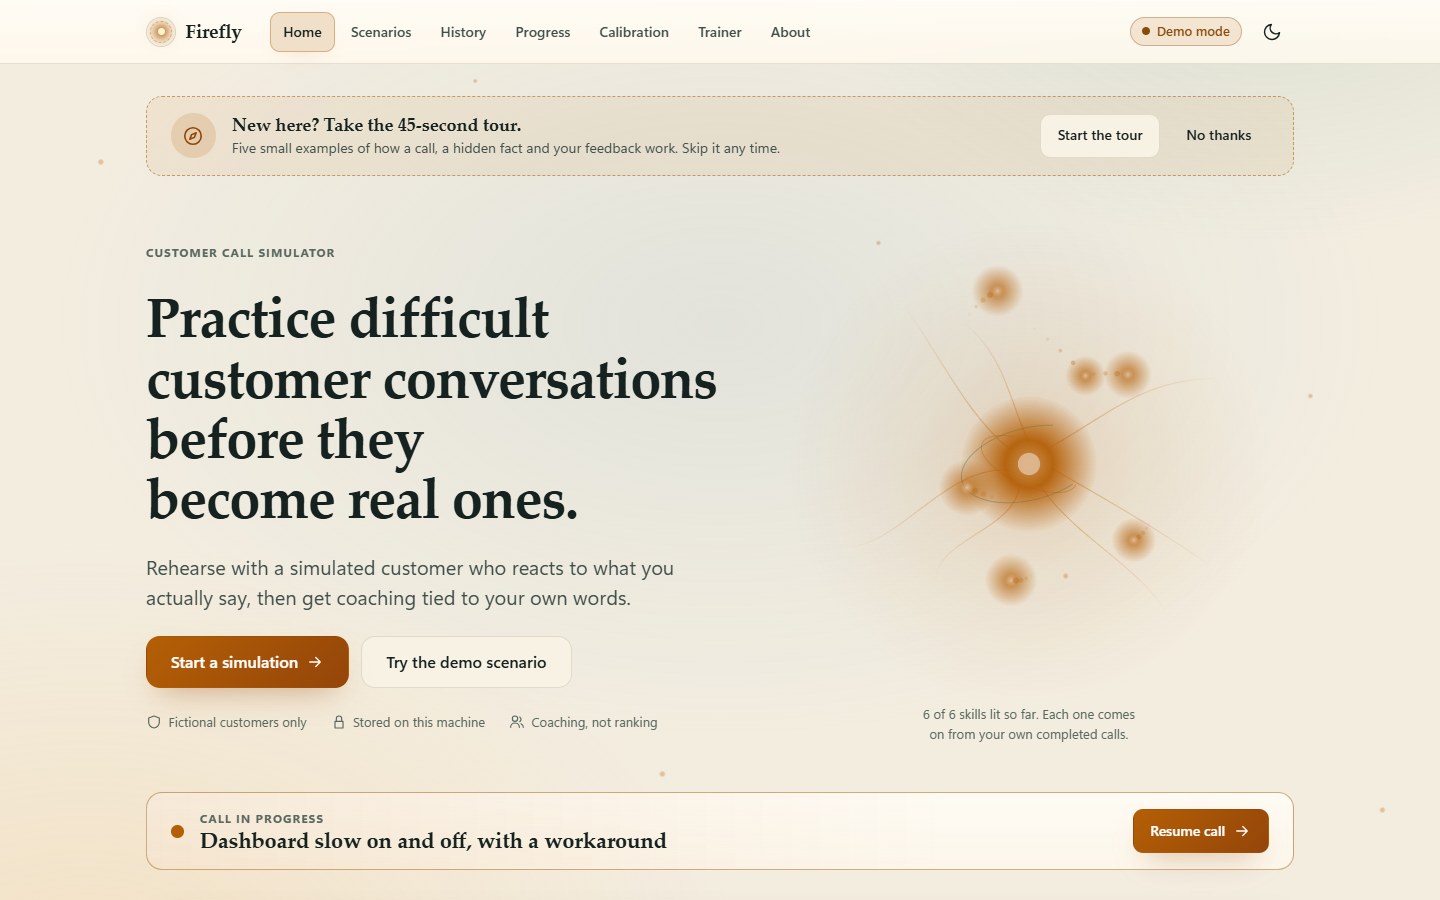 Firefly
Home
Scenarios
History
Progress
Calibration
Trainer
About
Demo mode
New here? Take the 45-second tour.
Five small examples of how a call, a hidden fact and your feedback work. Skip it any time.
Start the tour
No thanks
CUSTOMER CALL SIMULATOR
Practice difficult
customer conversations
before they
become real ones.
Rehearse with a simulated customer who reacts to what you
actually say, then get coaching tied to your own words.
Start a simulation
Try the demo scenario
Fictional customers only
Stored on this machine
Coaching, not ranking
6 of 6 skills lit so far. Each one comes
on from your own completed calls.
CALL IN PROGRESS
Dashboard slow on and off, with a workaround
Resume call